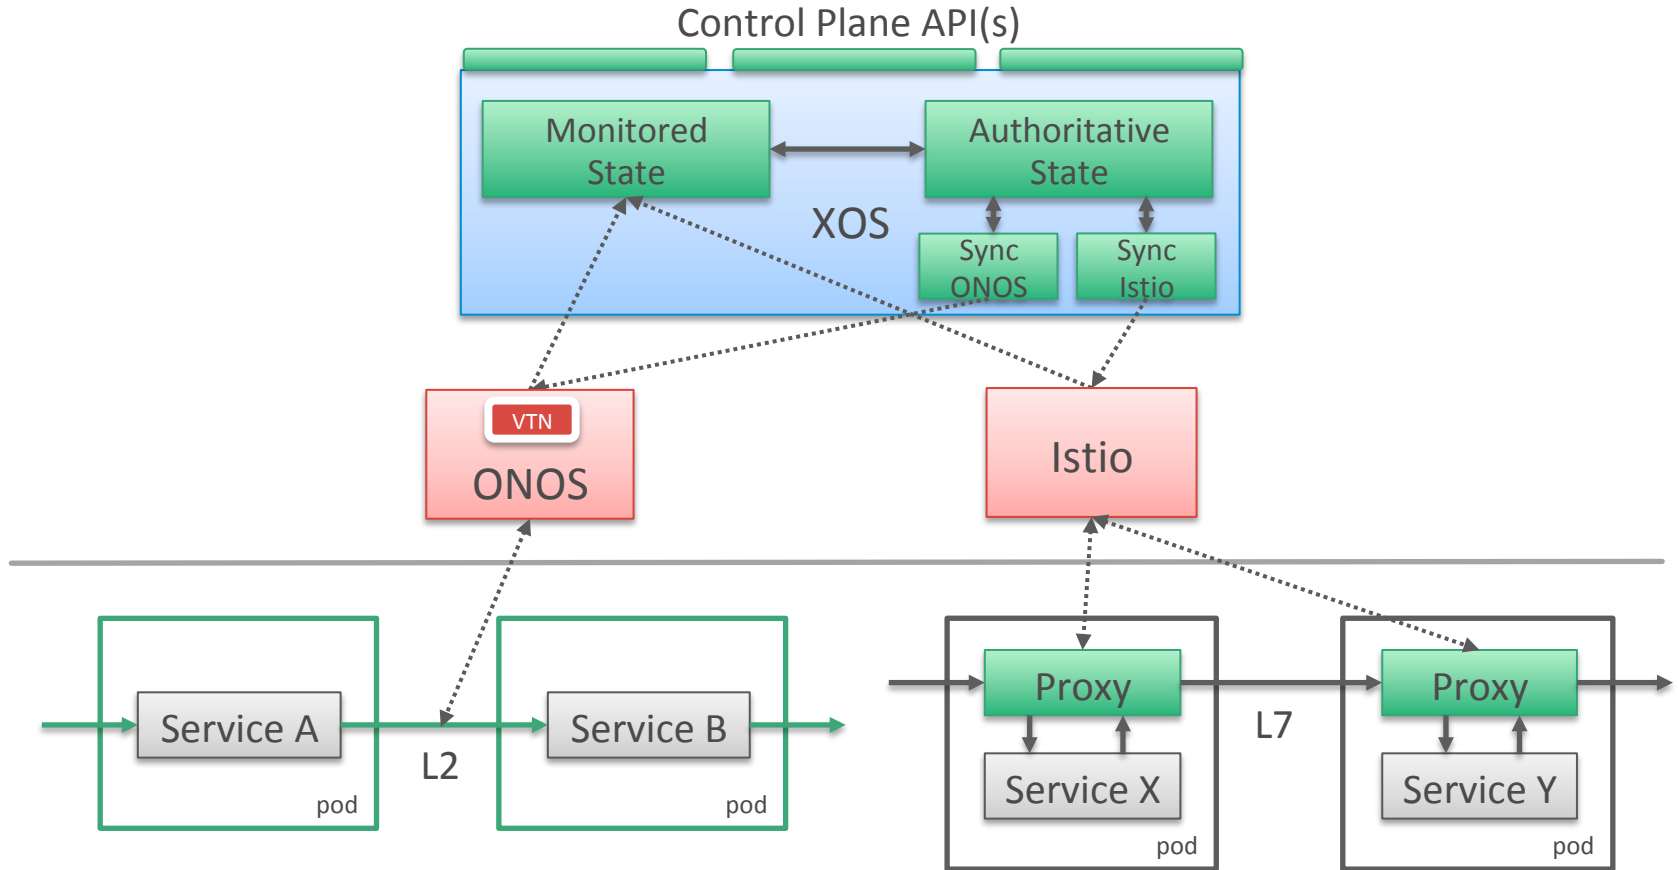 Control Plane API(s)
Monitored
State
Authoritative
State
XOS
Sync
ONOS
Sync
Istio
VTN
ONOS
Istio
Service A
L2
Service B
pod
pod
Proxy
L7
Proxy
Service X
Service Y
pod
pod